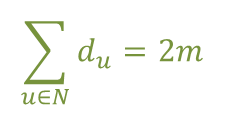 ∑_{u∈N} d_u = 2m